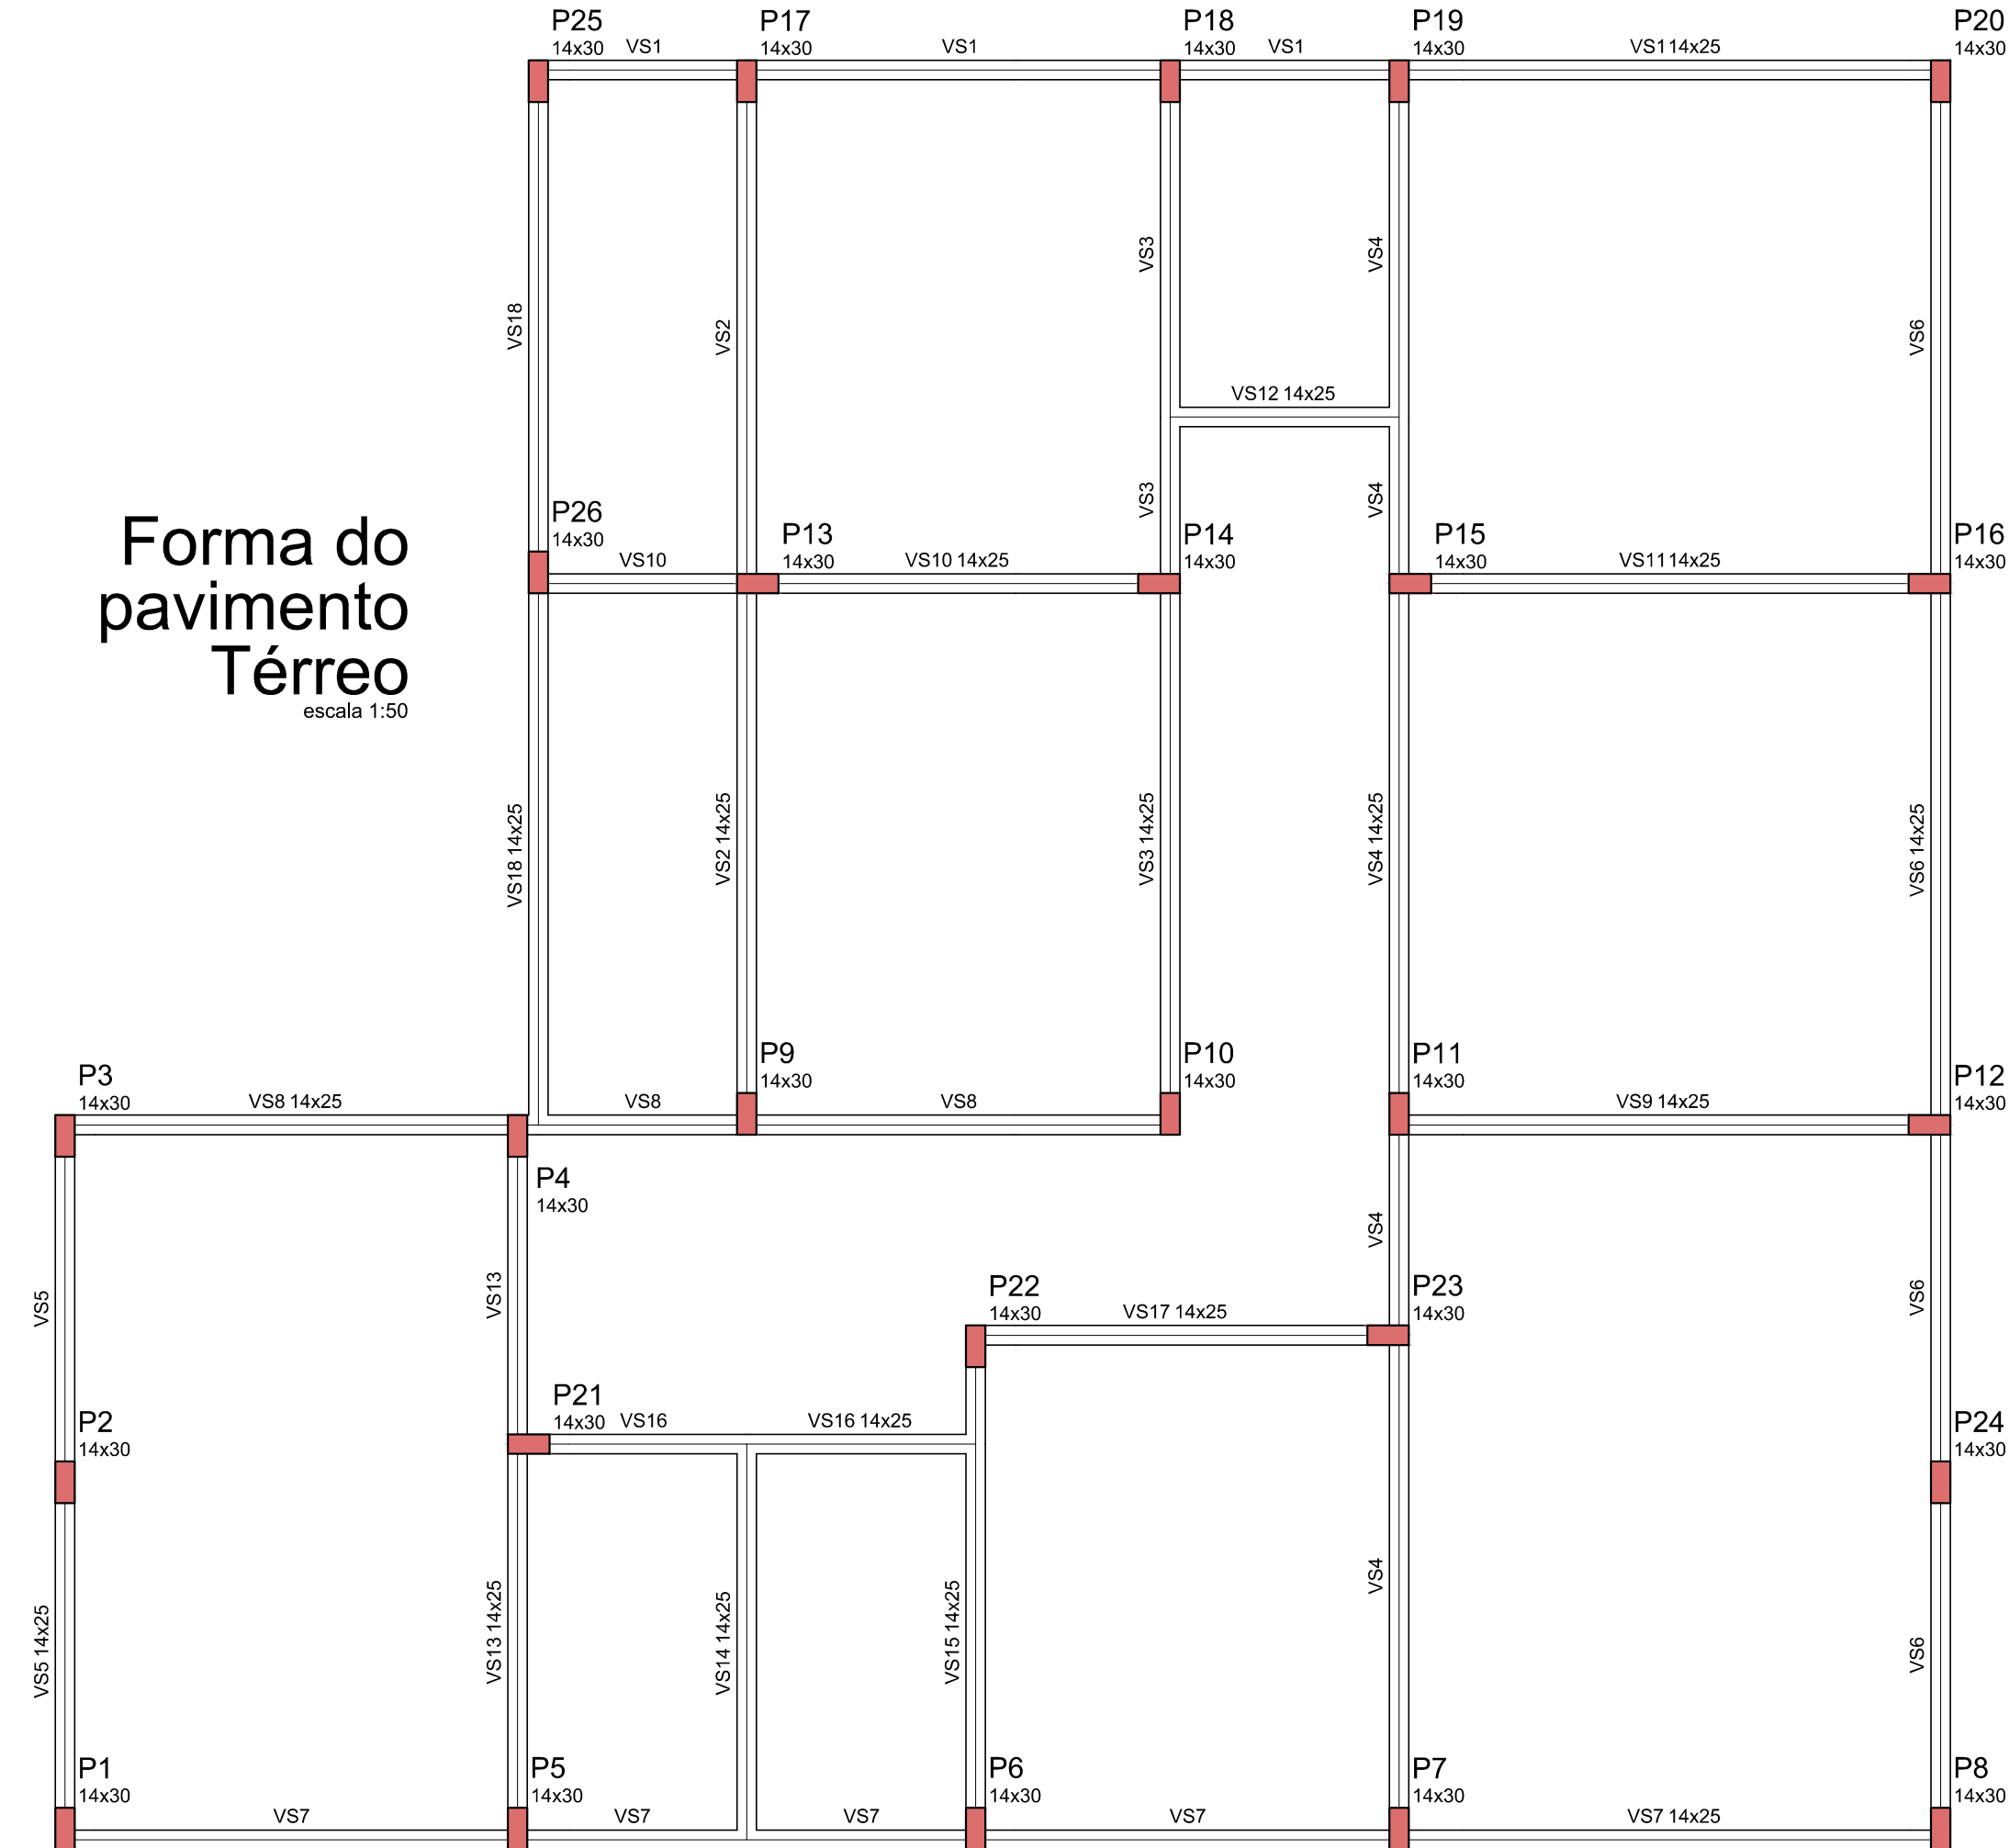 P25
14x30
VS1
P17
14x30
VS1
P18
14x30
VS1
P19
14x30
VS1 14x25
P20
14x30
VS18
VS2
VS3
VS4
VS6
VS12 14x25
Forma do
pavimento
Térreo
escala 1:50
P26
14x30
VS10
P13
14x30
VS10 14x25
VS3
P14
14x30
VS4
P15
14x30
VS11 14x25
P16
14x30
VS18 14x25
VS2 14x25
VS3 14x25
VS4 14x25
VS6 14x25
P3
14x30
VS8 14x25
VS8
P9
14x30
VS8
P10
14x30
P11
14x30
VS9 14x25
P12
14x30
P4
14x30
VS5
VS13
VS4
VS6
P22
14x30
VS17 14x25
P23
14x30
P2
14x30
P21
14x30
VS16
VS16 14x25
P24
14x30
VS5 14x25
VS13 14x25
VS14 14x25
VS15 14x25
VS4
VS6
P1
14x30
VS7
P5
14x30
VS7
VS7
P6
14x30
VS7
P7
14x30
VS7 14x25
P8
14x30